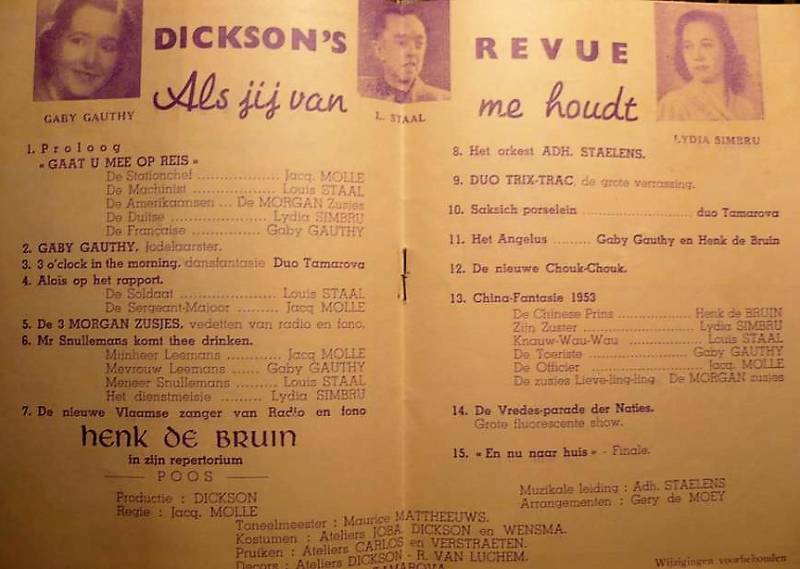 DICKSON'S REVUE
Als jij van me houdt
GABY GAUTHY
L. STAAL
LYDIA SIMBRU
1. Proloog
« GAAT U MEE OP REIS »
De Stationchef ................ Jacq. MOLLE
De Machinist .................. Louis STAAL
De Amerikaansen ... De MORGAN Zusjes
De Duitse .................. Lydia SIMBRU
De Française ............... Gaby GAUTHY
2. GABY GAUTHY, Jodelaarster.
3. 3 o'clock in the morning, dansfantasie Duo Tamarova
4. Aloïs op het rapport.
De Soldaat .................. Louis STAAL
De Sergeant-Majoor ........ Jacq MOLLE
5. De 3 MORGAN ZUSJES, vedetten van radio en fono.
6. Mr Snullemans komt thee drinken.
Mijnheer Leemans .......... Jacq MOLLE
Mevrouw Leemans ...... Gaby GAUTHY
Meneer Snullemans ........ Louis STAAL
Het dienstmeisje ......... Lydia SIMBRU
7. De nieuwe Vlaamse zanger van Radio en fono
HENK DE BRUIN
in zijn repertorium
POOS
Productie : DICKSON
Regie : Jacq. MOLLE
8. Het orkest ADH. STAELENS.
9. DUO TRIX-TRAC, de grote verrassing.
10. Saksich porselein ...................... duo Tamarova
11. Het Angelus ........ Gaby Gauthy en Henk de Bruin
12. De nieuwe Chouk-Chouk.
13. China-Fantasie 1953
De Chinese Prins .............. Henk de BRUIN
Zijn Zuster ...................... Lydia SIMBRU
Knauw-Wau-Wau ............... Louis STAAL
De Toeriste .................... Gaby GAUTHY
De Officier ..................... Jacq. MOLLE
De zusjes Lieve-ling-ling De MORGAN zusjes
14. De Vredes-parade der Naties.
Grote fluorescente show.
15. « En nu naar huis » - Finale.
Muzikale leiding : Adh. STAELENS
Arrangementen : Gery de MOEY
Toneelmeester : Maurice MATTHEEUWS.
Kostumen : Ateliers JOBA DICKSON en WENSMA.
Pruiken : Ateliers CARLOS en VERSTRAETEN.
Decors : Ateliers DICKSON - R. VAN LUCHEM.
TAMAROVA
Wijzigingen voorbehouden